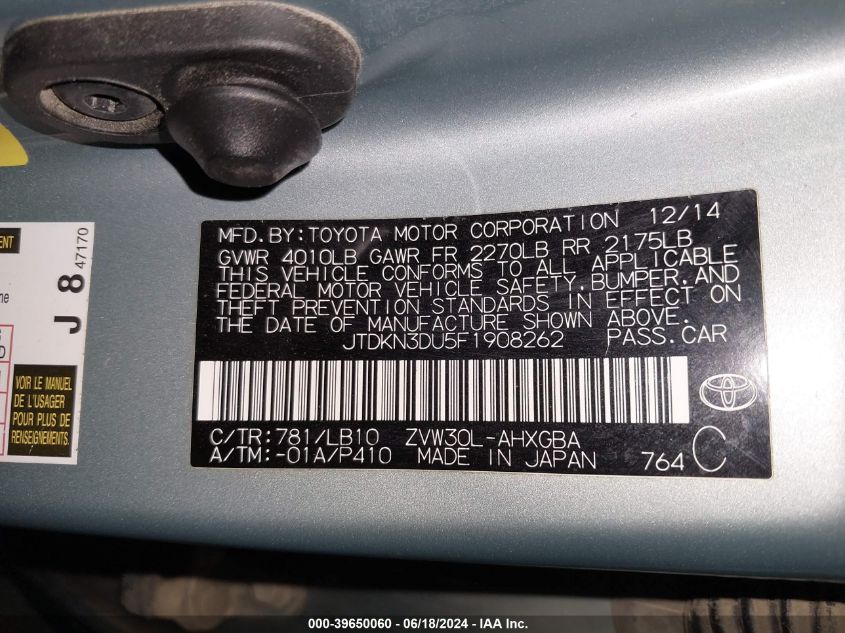 MFD. BY: TOYOTA MOTOR CORPORATION 12/14
GVWR 4010LB GAWR FR 2270LB RR 2175LB
THIS VEHICLE CONFORMS TO ALL APPLICABLE
FEDERAL MOTOR VEHICLE SAFETY, BUMPER, AND
THEFT PREVENTION STANDARDS IN EFFECT ON
THE DATE OF MANUFACTURE SHOWN ABOVE.
JTDKN3DU5F1908262 PASS. CAR
C/TR: 781/LB10 ZVW30L-AHXGBA
A/TM: -01A/P410 MADE IN JAPAN 764 C
J 8 47170
VOIR LE MANUEL
DE L'USAGER
POUR PLUS DE
RENSEIGNEMENTS
000-39650060 - 06/18/2024 - IAA Inc.